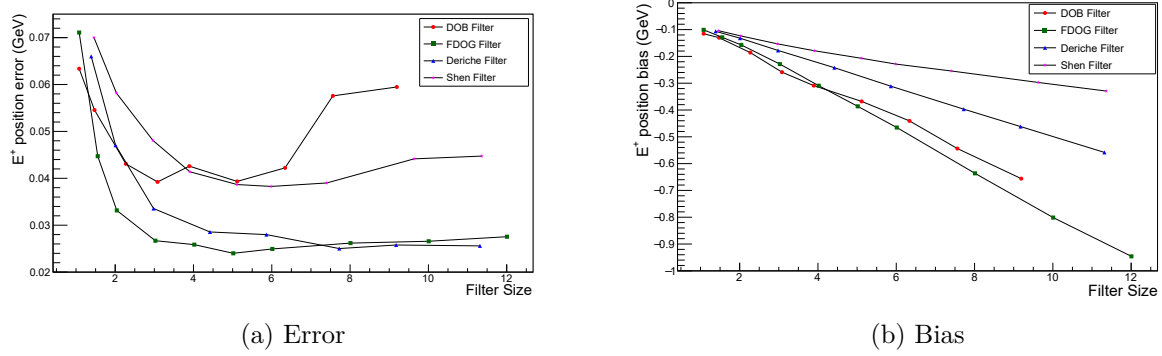 E+ position error (GeV)
0.07
0.06
0.05
0.04
0.03
0.02
2 4 6 8 10 12
Filter Size
DOB Filter
FDOG Filter
Deriche Filter
Shen Filter
(a) Error
E+ position bias (GeV)
0
−0.1
−0.2
−0.3
−0.4
−0.5
−0.6
−0.7
−0.8
−0.9
−1
2 4 6 8 10 12
Filter Size
DOB Filter
FDOG Filter
Deriche Filter
Shen Filter
(b) Bias